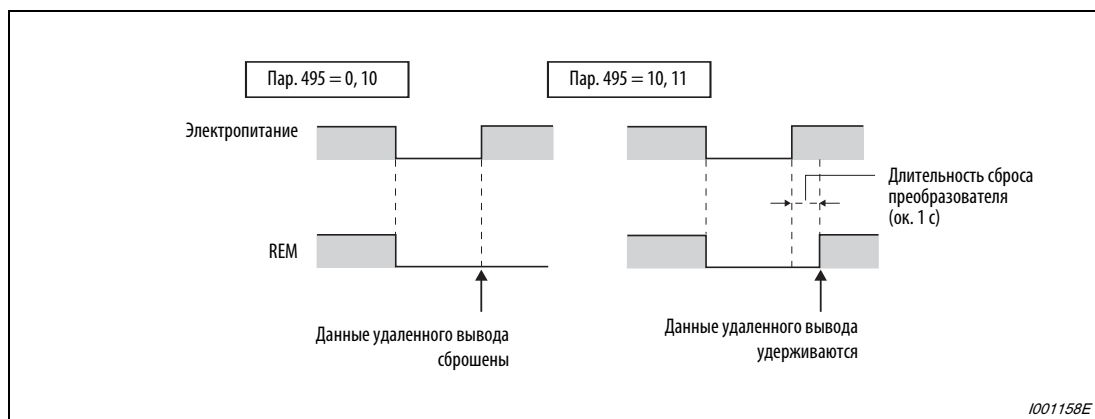 Пар. 495 = 0, 10
Пар. 495 = 10, 11
Электропитание
Длительность сброса
преобразователя
(ок. 1 с)
REM
Данные удаленного вывода
сброшены
Данные удаленного вывода
удерживаются
I001158E